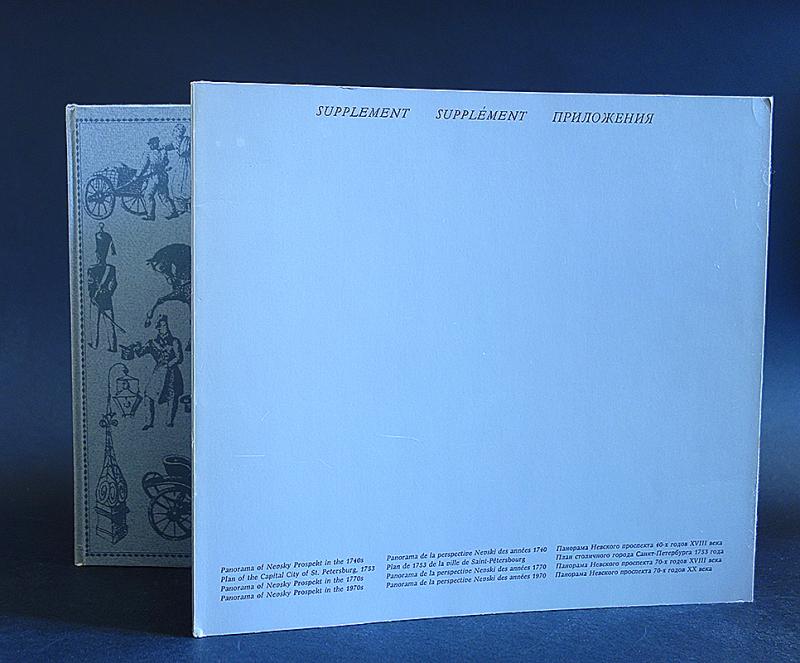 SUPPLEMENT SUPPLÉMENT ПРИЛОЖЕНИЯ
Panorama of Nevsky Prospekt in the 1740s
Plan of the Capital City of St. Petersburg, 1753
Panorama of Nevsky Prospekt in the 1770s
Panorama of Nevsky Prospekt in the 1970s
Panorama de la perspective Nevski des années 1740
Plan de 1753 de la ville de Saint-Pétersbourg
Panorama de la perspective Nevski des années 1770
Panorama de la perspective Nevski des années 1970
Панорама Невского проспекта 40-х годов XVIII века
План столичного города Санкт-Петербурга 1753 года
Панорама Невского проспекта 70-х годов XVIII века
Панорама Невского проспекта 70-х годов XX века